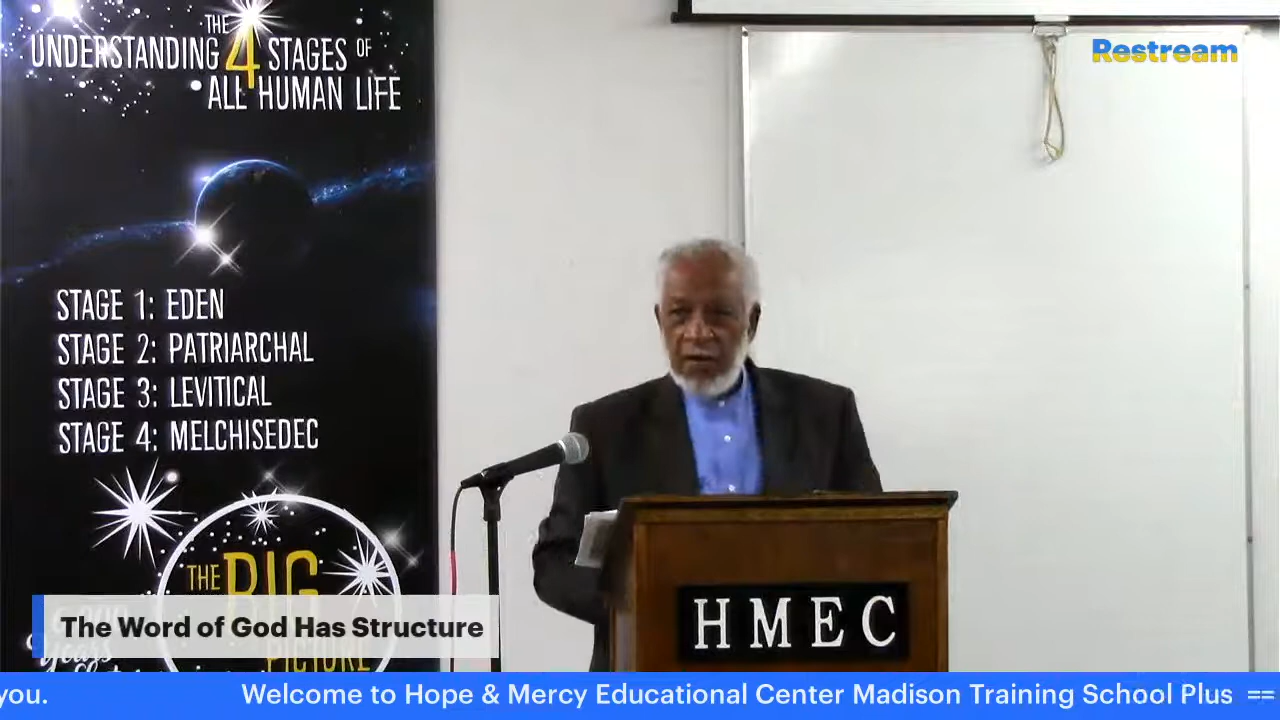 THE
UNDERSTANDING 4 STAGES OF
ALL HUMAN LIFE
Restream
STAGE 1: EDEN
STAGE 2: PATRIARCHAL
STAGE 3: LEVITICAL
STAGE 4: MELCHISEDEC
THE BIG
PICTURE
HMEC
The Word of God Has Structure
you. Welcome to Hope & Mercy Educational Center Madison Training School Plus ==